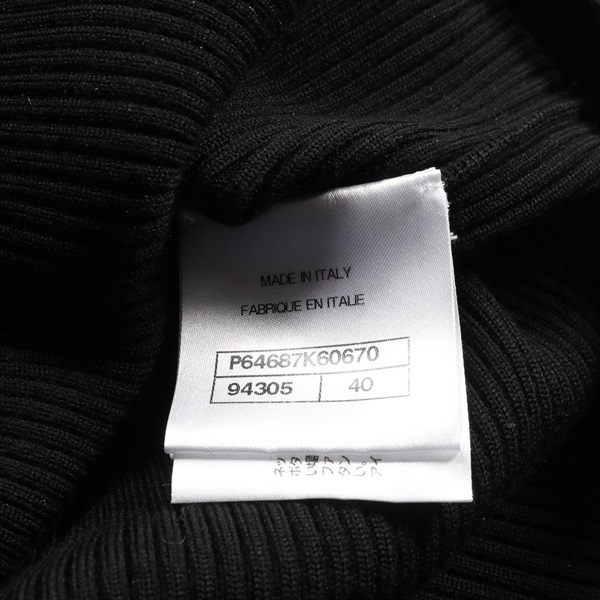 MADE IN ITALY
FABRIQUE EN ITALIE
P64687K60670
94305 40